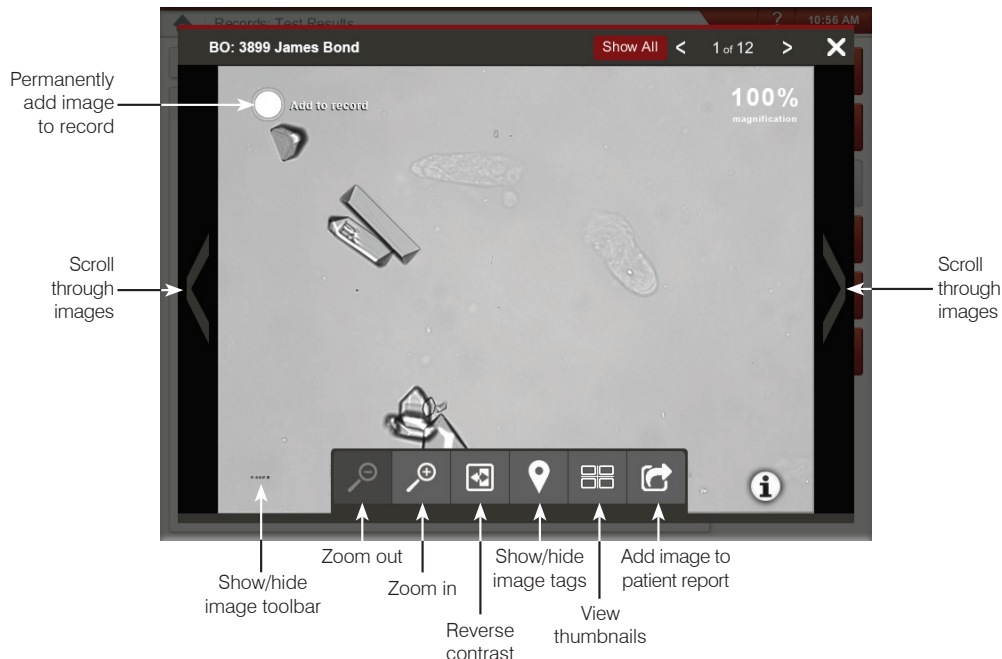 Records: Test Results
?
10:56 AM
BO: 3899 James Bond
Show All
<
1 of 12
>
X
Permanently
add image
to record
Add to record
100%
magnification
Scroll
through
images
Scroll
through
images
i
Show/hide
image toolbar
Zoom out
Zoom in
Reverse
contrast
Show/hide
image tags
View
thumbnails
Add image to
patient report